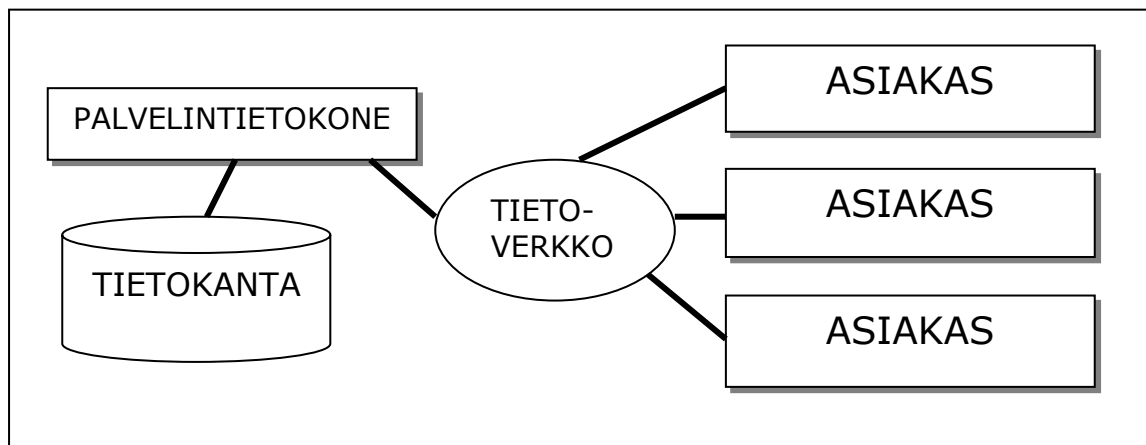 PALVELINTIETOKONE
TIETOKANTA
TIETO-
VERKKO
ASIAKAS
ASIAKAS
ASIAKAS